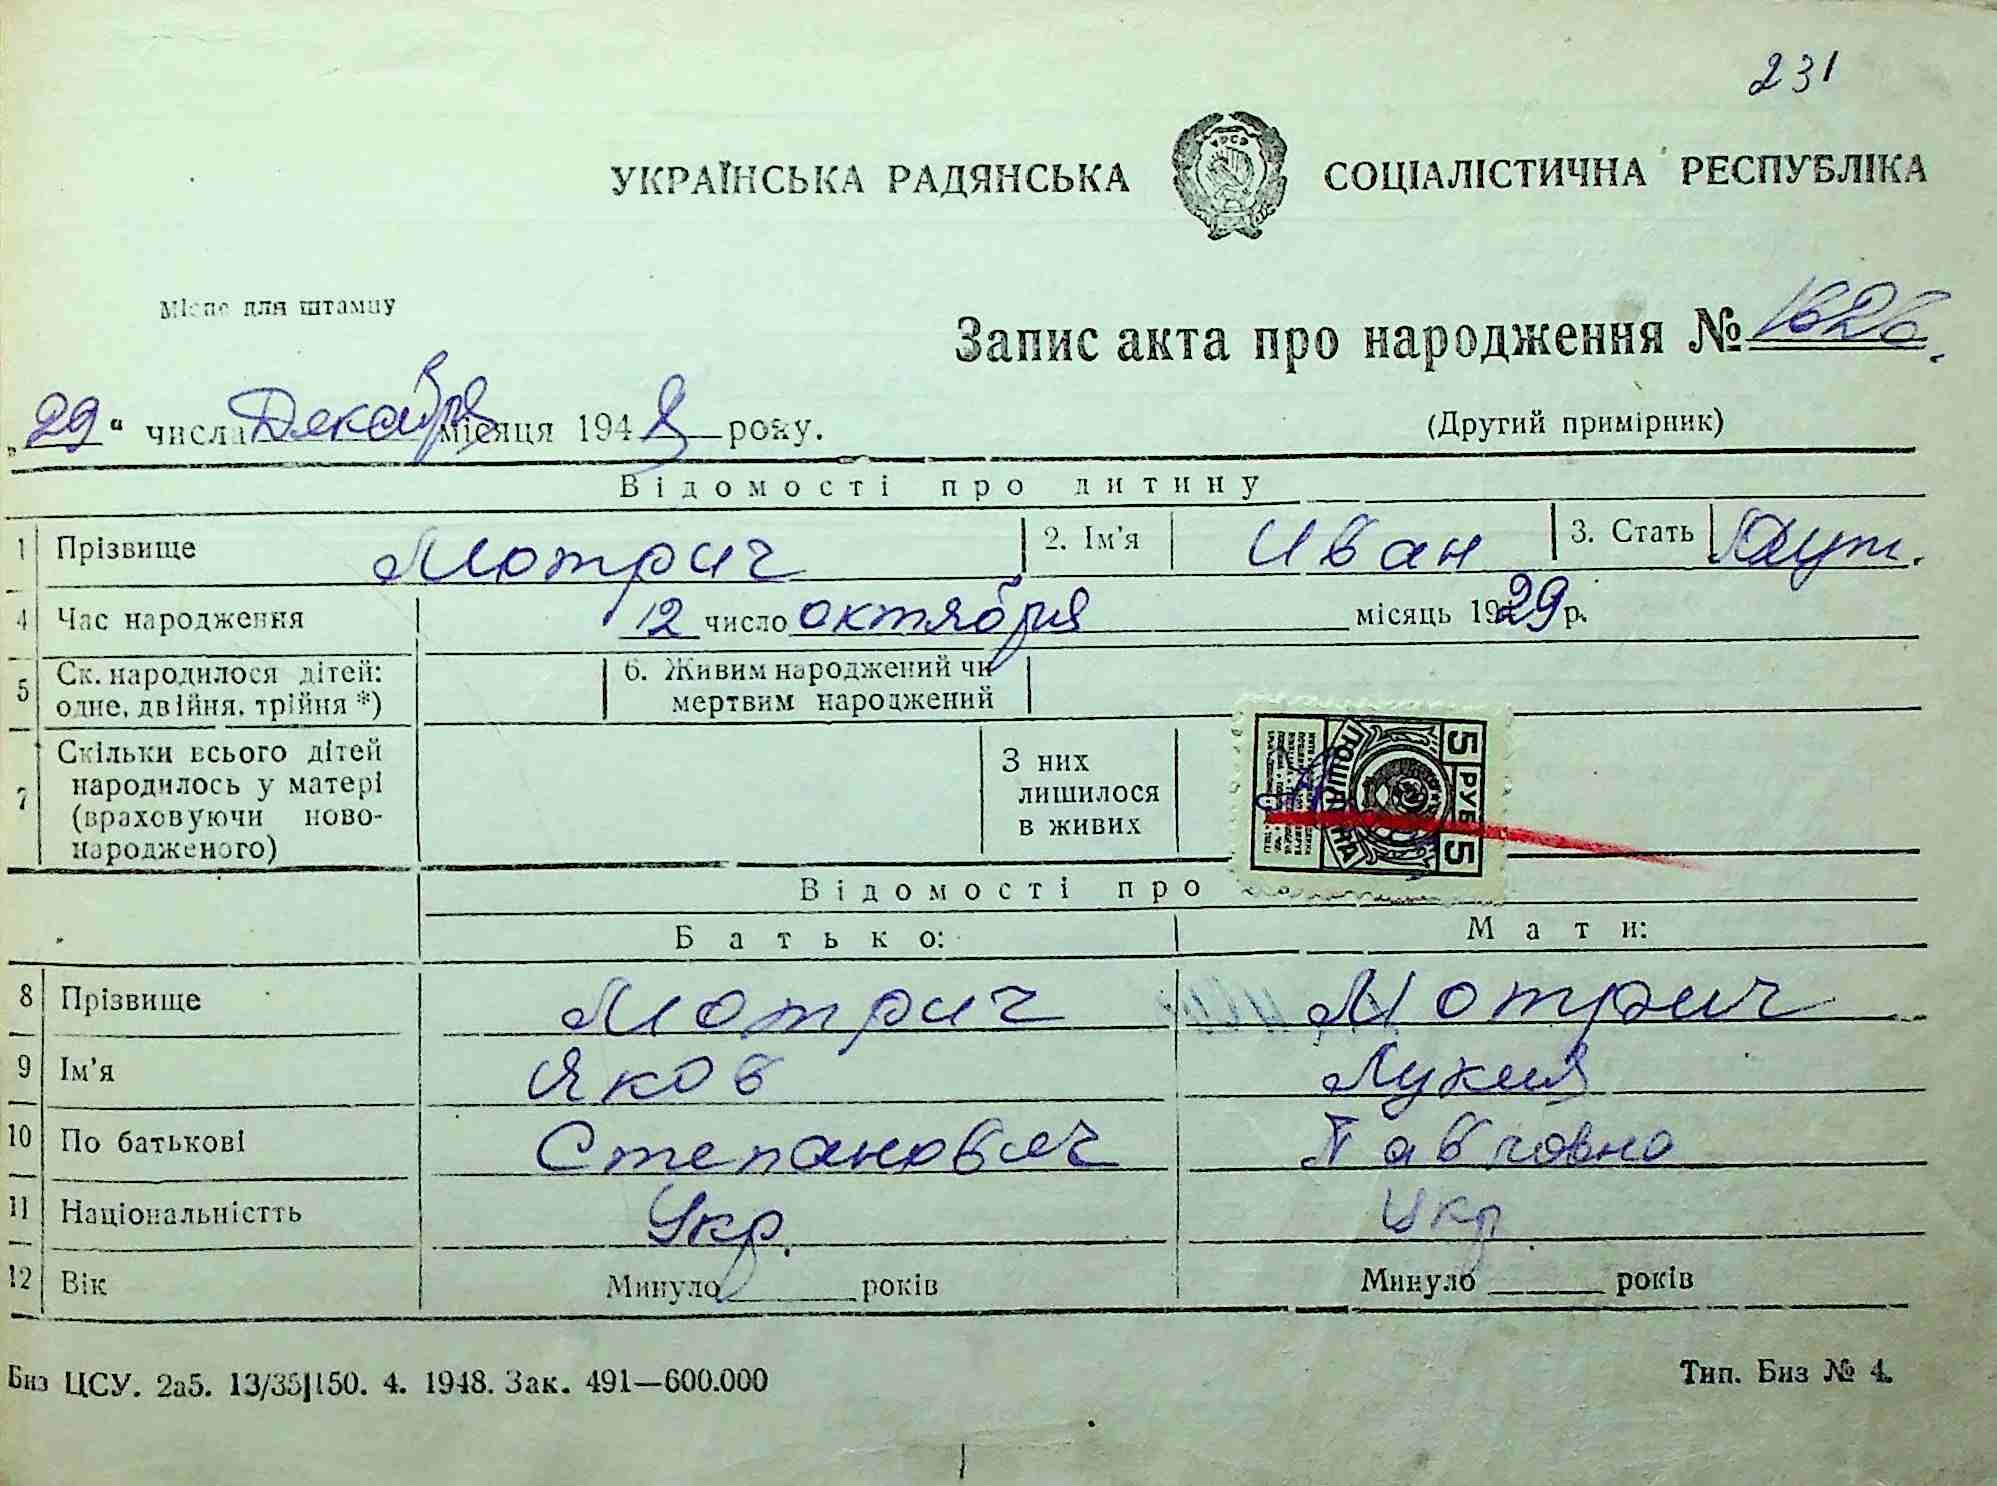 231
УКРАЇНСЬКА РАДЯНСЬКА СОЦІАЛІСТИЧНА РЕСПУБЛІКА
Місце для штампу
Запис акта про народження № 1626.
„29“ числа Декабря місяця 1948 року.
(Другий примірник)
Відомості про дитину
1 Прізвище Мотрич 2. Ім'я Иван 3. Стать Муж.
4 Час народження 12 число октября місяць 1929 р.
5 Ск. народилося дітей: одне, двійня, трійня *) 6. Живим народжений чи мертвим народжений
7 Скільки всього дітей народилось у матері (враховуючи новонародженого) З них лишилося в живих
5 РУБ 5
ПОШЛИНА
Відомості про
Батько: Мати:
8 Прізвище Мотрич Мотрич
9 Ім'я Яков Лукия
10 По батькові Степанович Павловна
11 Національністть Укр. Укр.
12 Вік Минуло років Минуло років
Биз ЦСУ. 2а5. 13/35|150. 4. 1948. Зак. 491—600.000 Тип. Биз № 4.